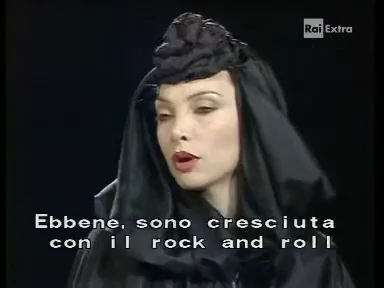 Rai Extra
Ebbene, sono cresciuta
con il rock and roll